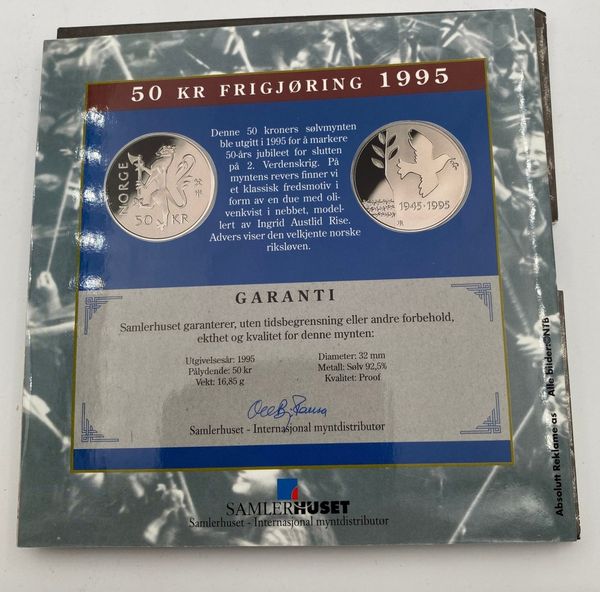 50 KR FRIGJØRING 1995
NORGE
50 KR
Denne 50 kroners sølvmynten
ble utgitt i 1995 for å markere
50-års jubileet for slutten
på 2. Verdenskrig. På
myntens revers finner vi
et klassisk fredsmotiv i
form av en due med oli-
venkvist i nebbet, model-
lert av Ingrid Austlid Rise.
Advers viser den velkjente norske
riksløven.
1945·1995
GARANTI
Samlerhuset garanterer, uten tidsbegrensning eller andre forbehold,
ekthet og kvalitet for denne mynten:
Utgivelsesår: 1995
Pålydende: 50 kr
Vekt: 16,85 g
Diameter: 32 mm
Metall: Sølv 92,5%
Kvalitet: Proof
Samlerhuset - Internasjonal myntdistributør
SAMLERHUSET
Samlerhuset - Internasjonal myntdistributør
Absolutt Reklame as Alle bilder:©NTB